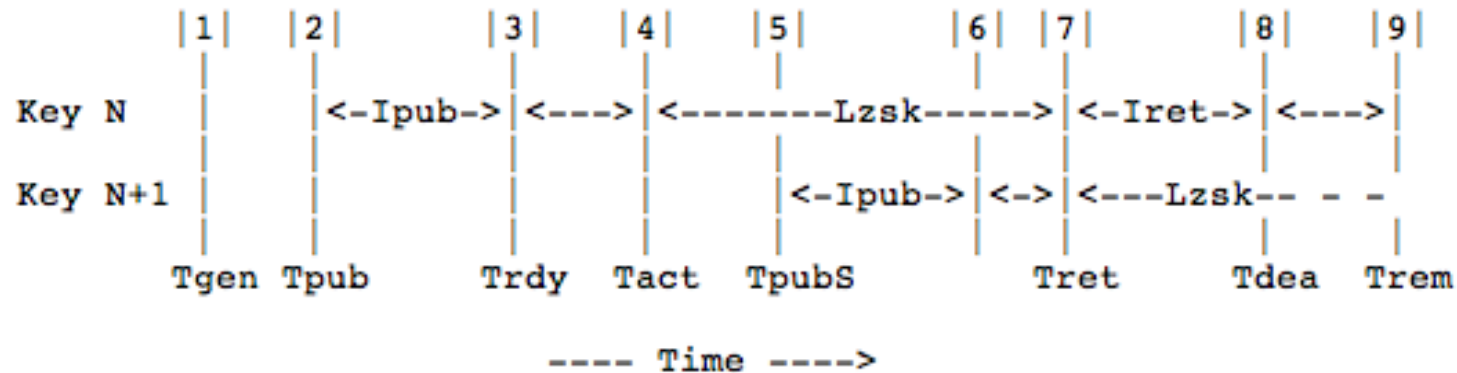 |1| |2| |3| |4| |5| |6| |7| |8| |9|
| | | | | | | | |
Key N | |<-Ipub->|<--->|<-------Lzsk----->|<-Iret->|<--->|
| | | | | | | | |
Key N+1 | | | | |<-Ipub->|<->|<---Lzsk-- - -
| | | | | | | | |
Tgen Tpub Trdy Tact TpubS Tret Tdea Trem
---- Time ---->